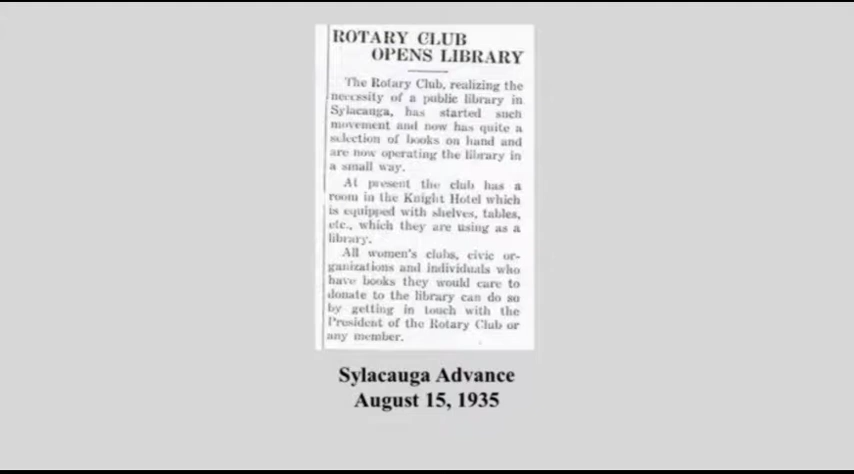 ROTARY CLUB
OPENS LIBRARY
The Rotary Club, realizing the
necessity of a public library in
Sylacauga, has started such
movement and now has quite a
selection of books on hand and
are now operating the library in
a small way.
At present the club has a
room in the Knight Hotel which
is equipped with shelves, tables,
etc., which they are using as a
library.
All women's clubs, civic or-
ganizations and individuals who
have books they would care to
donate to the library can do so
by getting in touch with the
President of the Rotary Club or
any member.
Sylacauga Advance
August 15, 1935